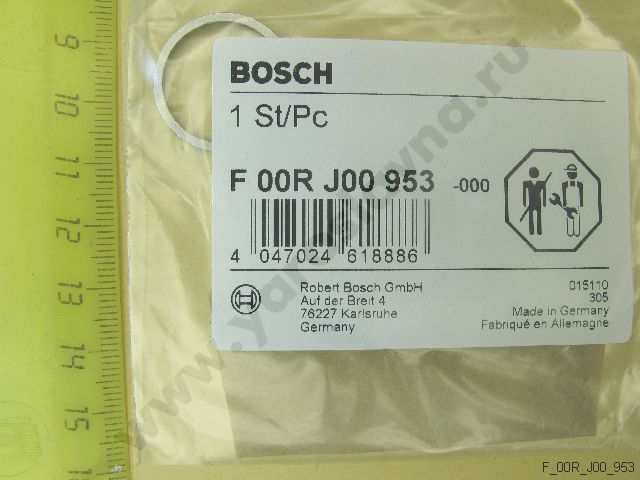 BOSCH
1 St/Pc
F 00R J00 953 -000
4 047024 618886
Robert Bosch GmbH
Auf der Breit 4
76227 Karlsruhe
Germany
015110
305
Made in Germany
Fabriqué en Allemagne
9
10
11
12
13
14
15
F_00R_J00_953